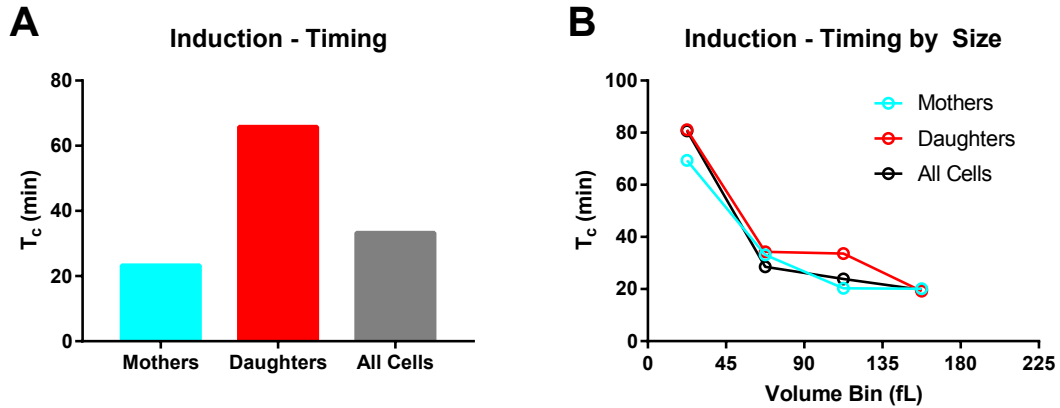 A
Induction - Timing
80
60
40
20
0
Tc (min)
Mothers
Daughters
All Cells
B
Induction - Timing by Size
100
80
60
40
20
0
Tc (min)
Mothers
Daughters
All Cells
0 45 90 135 180 225
Volume Bin (fL)